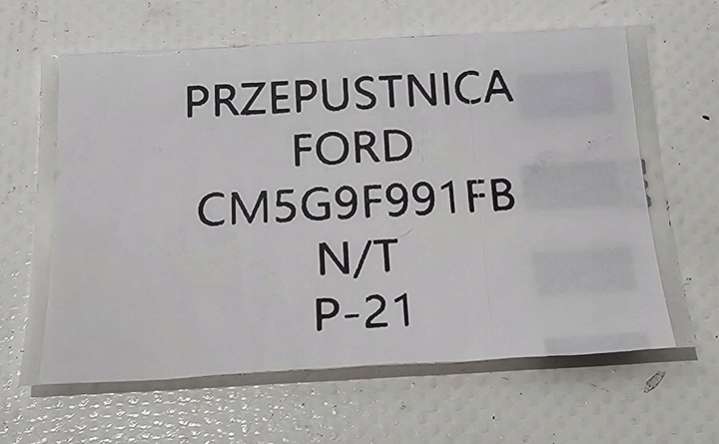 PRZEPUSTNICA
FORD
CM5G9F991FB
N/T
P-21